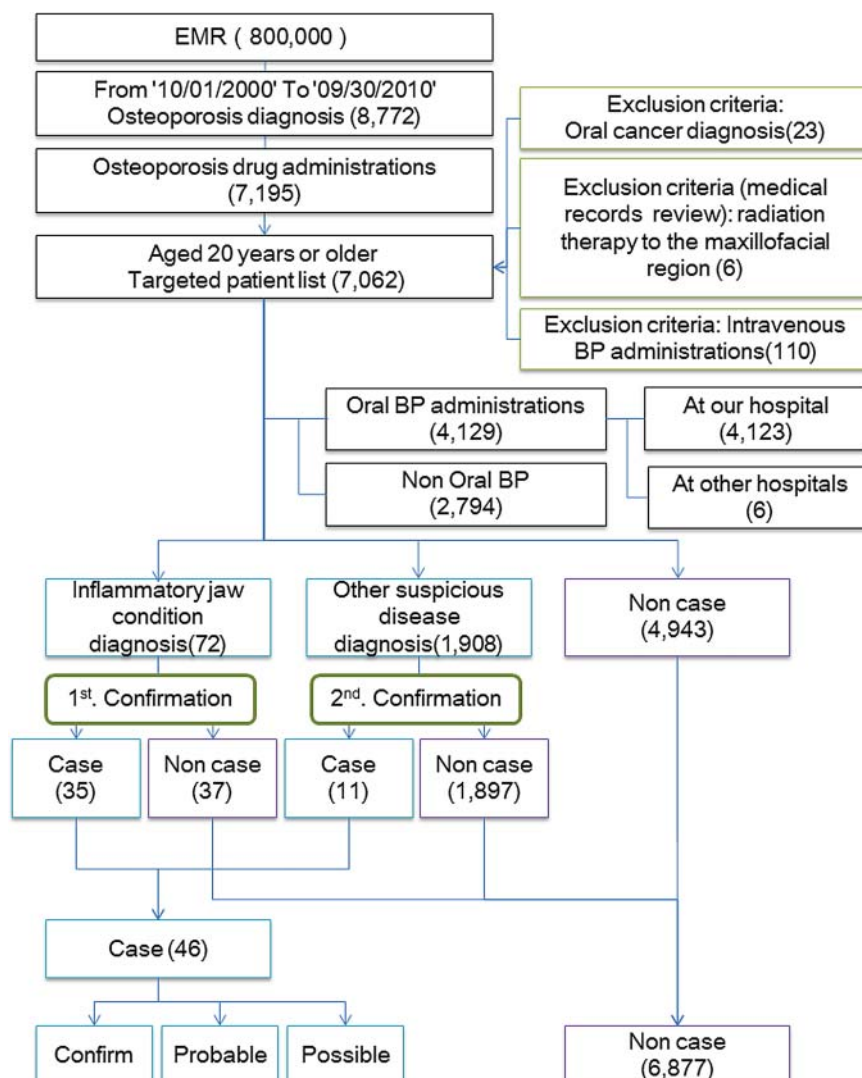 EMR ( 800,000 )
From '10/01/2000' To '09/30/2010'
Osteoporosis diagnosis (8,772)
Osteoporosis drug administrations
(7,195)
Aged 20 years or older
Targeted patient list (7,062)
Exclusion criteria:
Oral cancer diagnosis(23)
Exclusion criteria (medical
records review): radiation
therapy to the maxillofacial
region (6)
Exclusion criteria: Intravenous
BP administrations(110)
Oral BP administrations
(4,129)
At our hospital
(4,123)
Non Oral BP
(2,794)
At other hospitals
(6)
Inflammatory jaw
condition
diagnosis(72)
Other suspicious
disease
diagnosis(1,908)
Non case
(4,943)
1st. Confirmation
2nd. Confirmation
Case
(35)
Non case
(37)
Case
(11)
Non case
(1,897)
Case (46)
Confirm
Probable
Possible
Non case
(6,877)